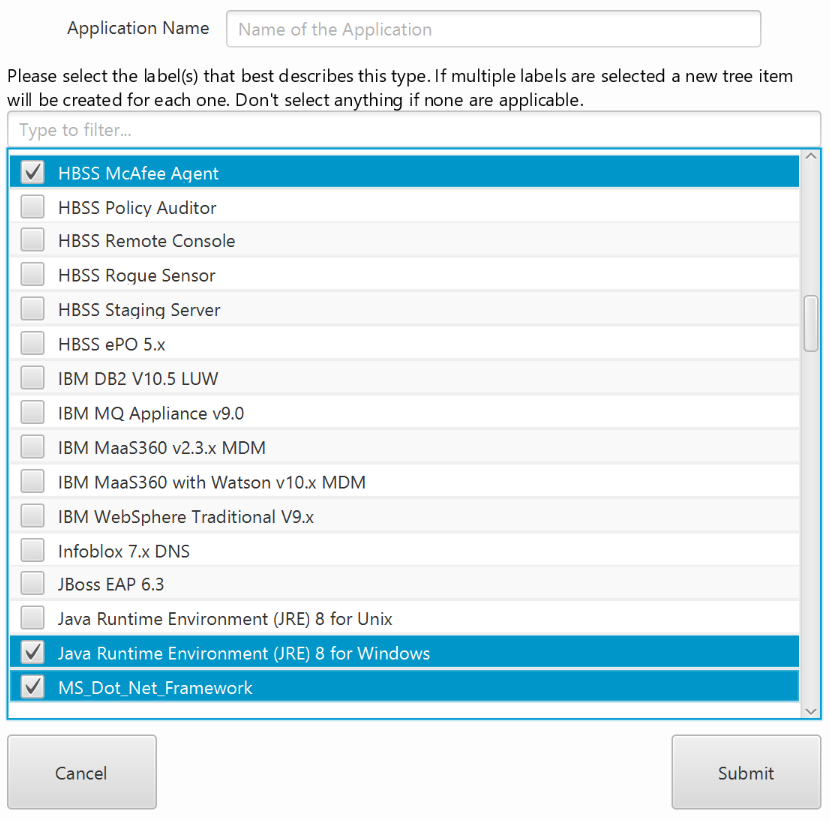 Application Name
Name of the Application
Please select the label(s) that best describes this type. If multiple labels are selected a new tree item
will be created for each one. Don't select anything if none are applicable.
Type to filter...
HBSS McAfee Agent
HBSS Policy Auditor
HBSS Remote Console
HBSS Rogue Sensor
HBSS Staging Server
HBSS ePO 5.x
IBM DB2 V10.5 LUW
IBM MQ Appliance v9.0
IBM MaaS360 v2.3.x MDM
IBM MaaS360 with Watson v10.x MDM
IBM WebSphere Traditional V9.x
Infoblox 7.x DNS
JBoss EAP 6.3
Java Runtime Environment (JRE) 8 for Unix
Java Runtime Environment (JRE) 8 for Windows
MS_Dot_Net_Framework
Cancel
Submit